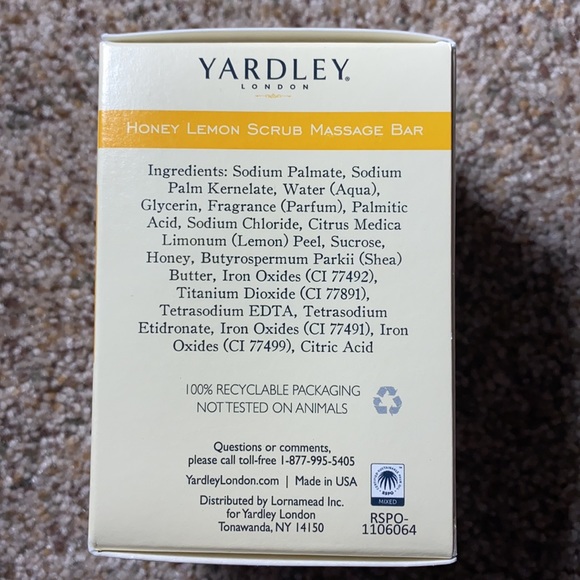 YARDLEY®
LONDON
HONEY LEMON SCRUB MASSAGE BAR
Ingredients: Sodium Palmate, Sodium
Palm Kernelate, Water (Aqua),
Glycerin, Fragrance (Parfum), Palmitic
Acid, Sodium Chloride, Citrus Medica
Limonum (Lemon) Peel, Sucrose,
Honey, Butyrospermum Parkii (Shea)
Butter, Iron Oxides (CI 77492),
Titanium Dioxide (CI 77891),
Tetrasodium EDTA, Tetrasodium
Etidronate, Iron Oxides (CI 77491), Iron
Oxides (CI 77499), Citric Acid
100% RECYCLABLE PACKAGING
NOT TESTED ON ANIMALS
Questions or comments,
please call toll-free 1-877-995-5405
YardleyLondon.com | Made in USA
Distributed by Lornamead Inc.
for Yardley London
Tonawanda, NY 14150
RSPO
MIXED
RSPO-
1106064